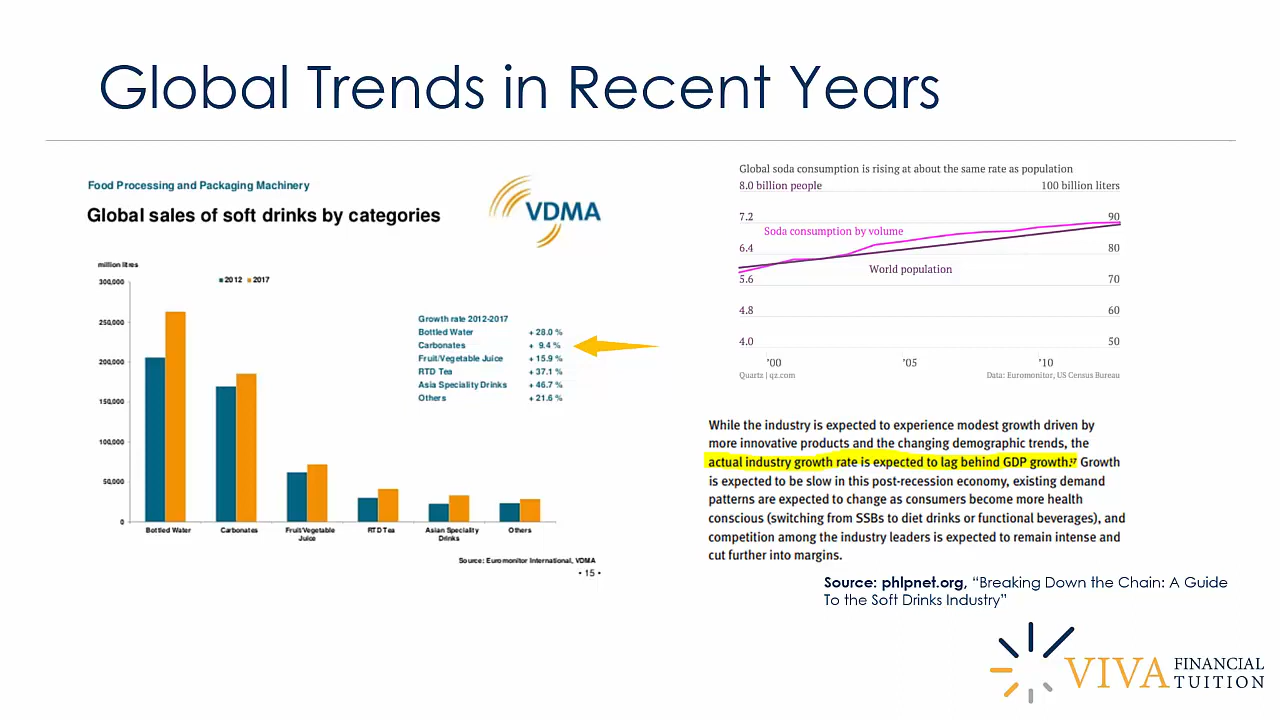 Global Trends in Recent Years
Food Processing and Packaging Machinery
Global sales of soft drinks by categories
VDMA
million litres
2012 2017
300,000
250,000
200,000
150,000
100,000
50,000
0
Bottled Water
Carbonates
Fruit/Vegetable
Juice
RTD Tea
Asian Speciality
Drinks
Others
Growth rate 2012-2017
Bottled Water + 28.0 %
Carbonates + 9.4 %
Fruit/Vegetable Juice + 15.9 %
RTD Tea + 37.1 %
Asia Speciality Drinks + 46.7 %
Others + 21.6 %
Source: Euromonitor International, VDMA
• 15 •
Global soda consumption is rising at about the same rate as population
8.0 billion people 100 billion liters
7.2 90
Soda consumption by volume
6.4 80
World population
5.6 70
4.8 60
4.0 50
'00 '05 '10
Quartz | qz.com Data: Euromonitor, US Census Bureau
While the industry is expected to experience modest growth driven by
more innovative products and the changing demographic trends, the
actual industry growth rate is expected to lag behind GDP growth.17 Growth
is expected to be slow in this post-recession economy, existing demand
patterns are expected to change as consumers become more health
conscious (switching from SSBs to diet drinks or functional beverages), and
competition among the industry leaders is expected to remain intense and
cut further into margins.
Source: phlpnet.org, “Breaking Down the Chain: A Guide
To the Soft Drinks Industry”
VIVA FINANCIAL
TUITION